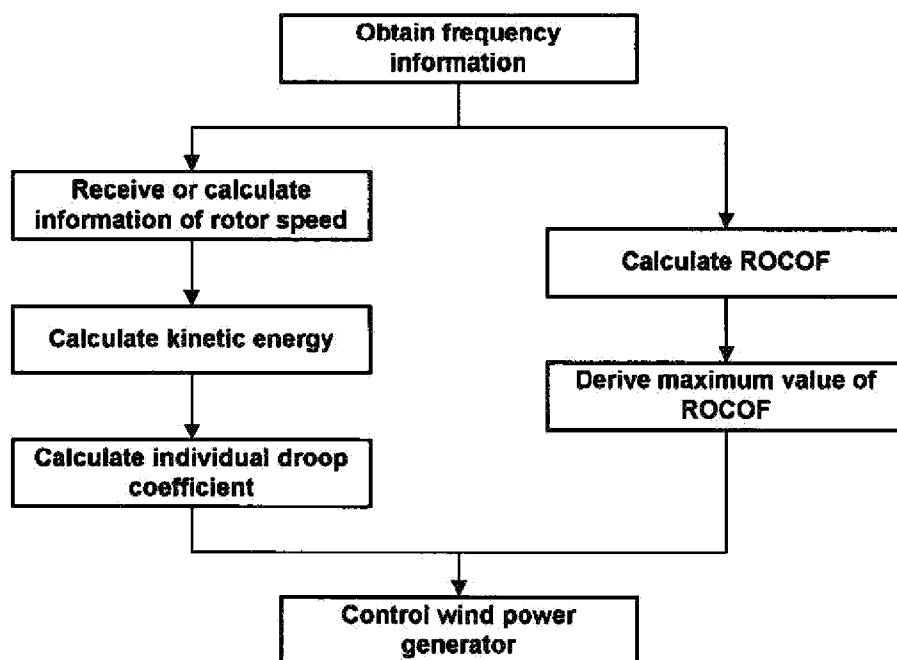 Obtain frequency
information
Receive or calculate
information of rotor speed
Calculate kinetic energy
Calculate individual droop
coefficient
Calculate ROCOF
Derive maximum value of
ROCOF
Control wind power
generator